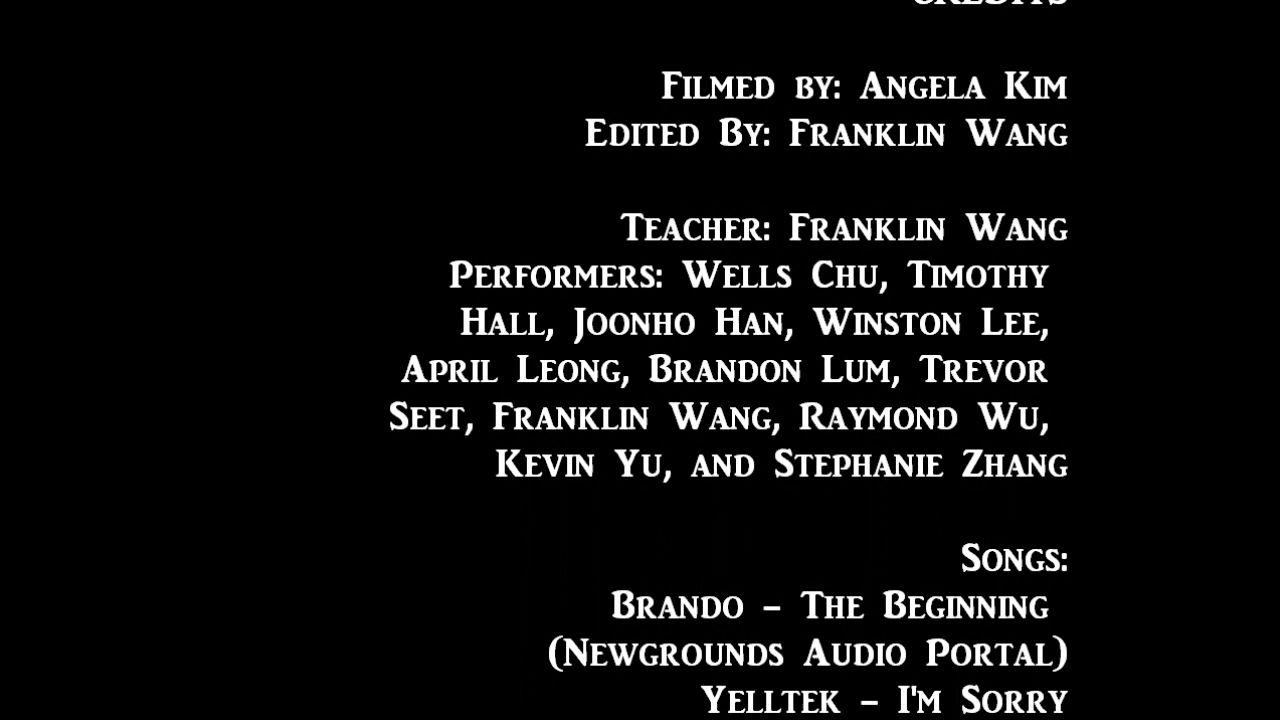 CREDITS
FILMED BY: ANGELA KIM
EDITED BY: FRANKLIN WANG
TEACHER: FRANKLIN WANG
PERFORMERS: WELLS CHU, TIMOTHY
HALL, JOONHO HAN, WINSTON LEE,
APRIL LEONG, BRANDON LUM, TREVOR
SEET, FRANKLIN WANG, RAYMOND WU,
KEVIN YU, AND STEPHANIE ZHANG
SONGS:
BRANDO – THE BEGINNING
(NEWGROUNDS AUDIO PORTAL)
YELLTEK – I'M SORRY